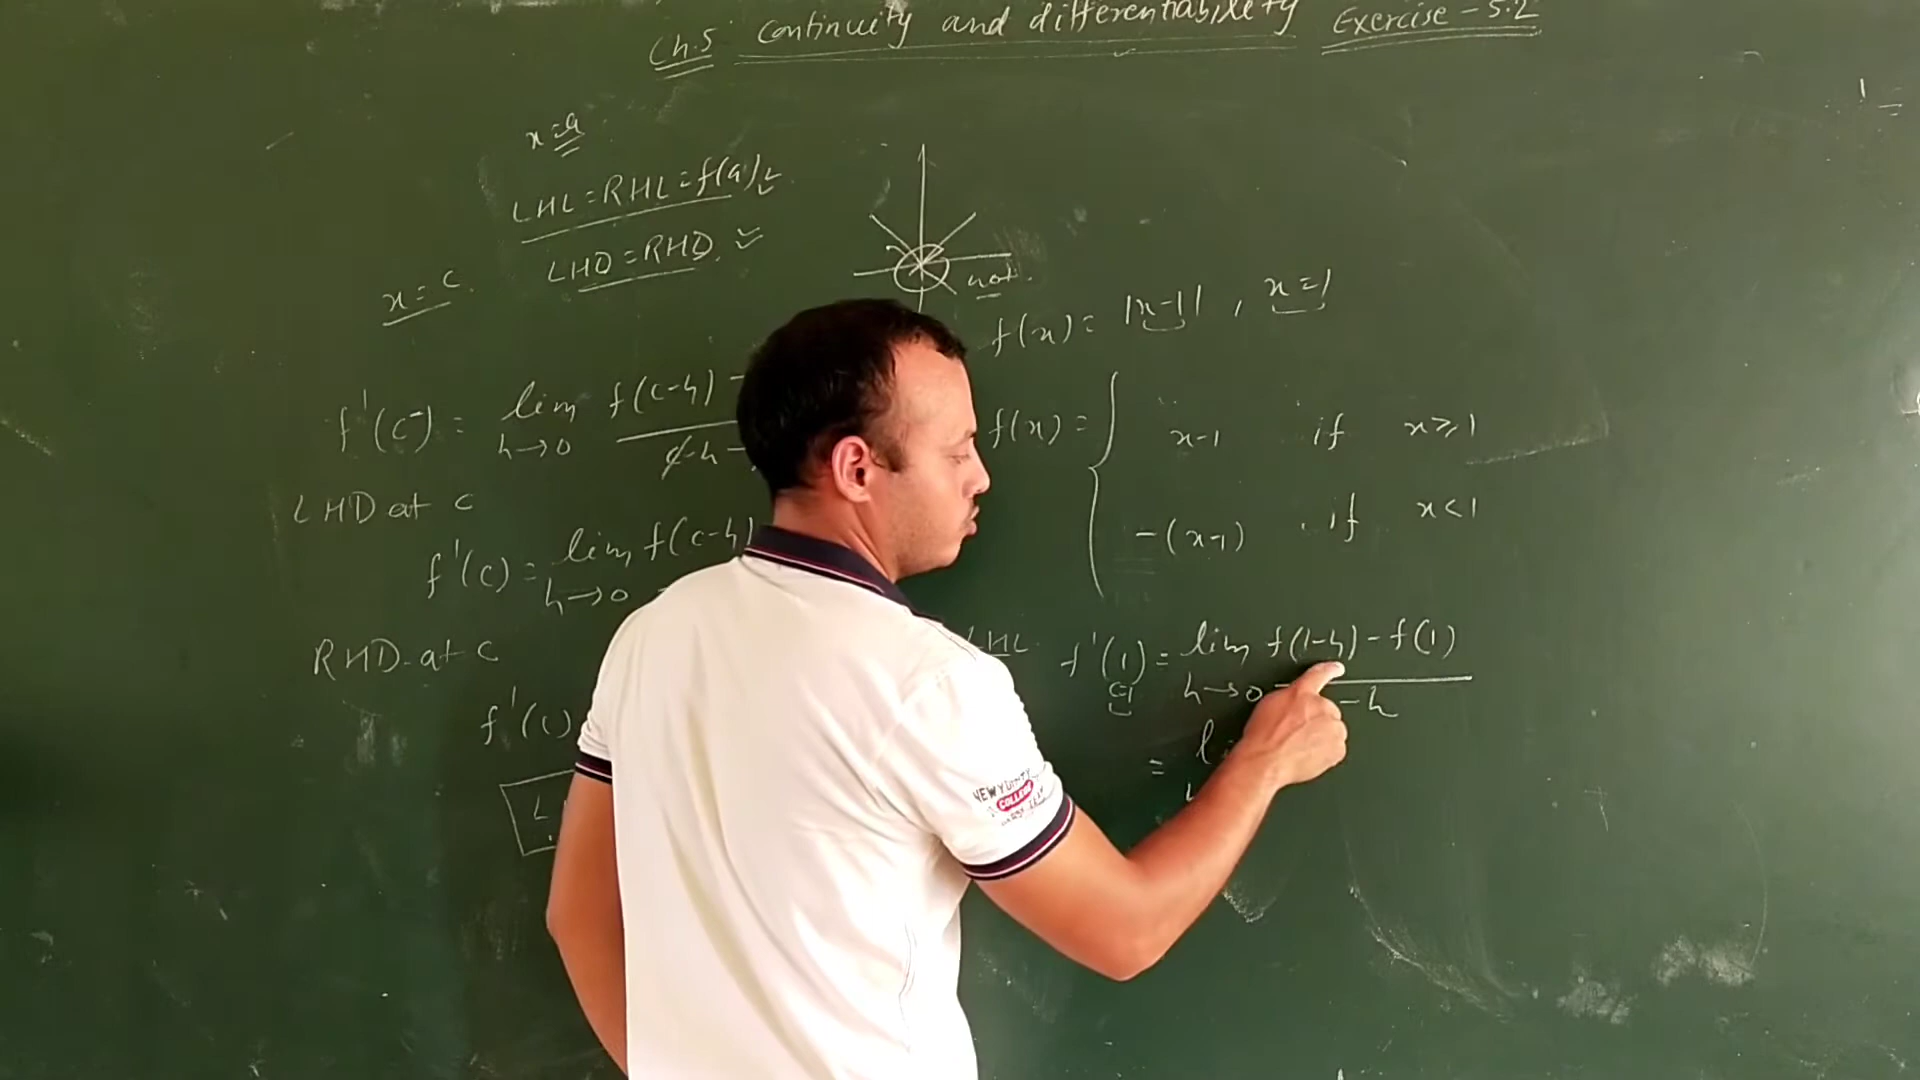 Ch.5 Continuity and differentiability Exercise - 5.2
x = a
LHL = RHL = f(a)
LHD = RHD
x = c
not
f'(c-) = lim h→0 f(c-h) - / c-h -
LHD at c
f'(c) = lim h→0 f(c-h)
RHD at c
f'(c)
L
f(x) = |x-1| , x=1
f(x) = { x-1 if x≥1
-(x-1) if x<1
LHL f'(1) = lim h→0 f(1-h) - f(1) / -h
=
COLLEGE